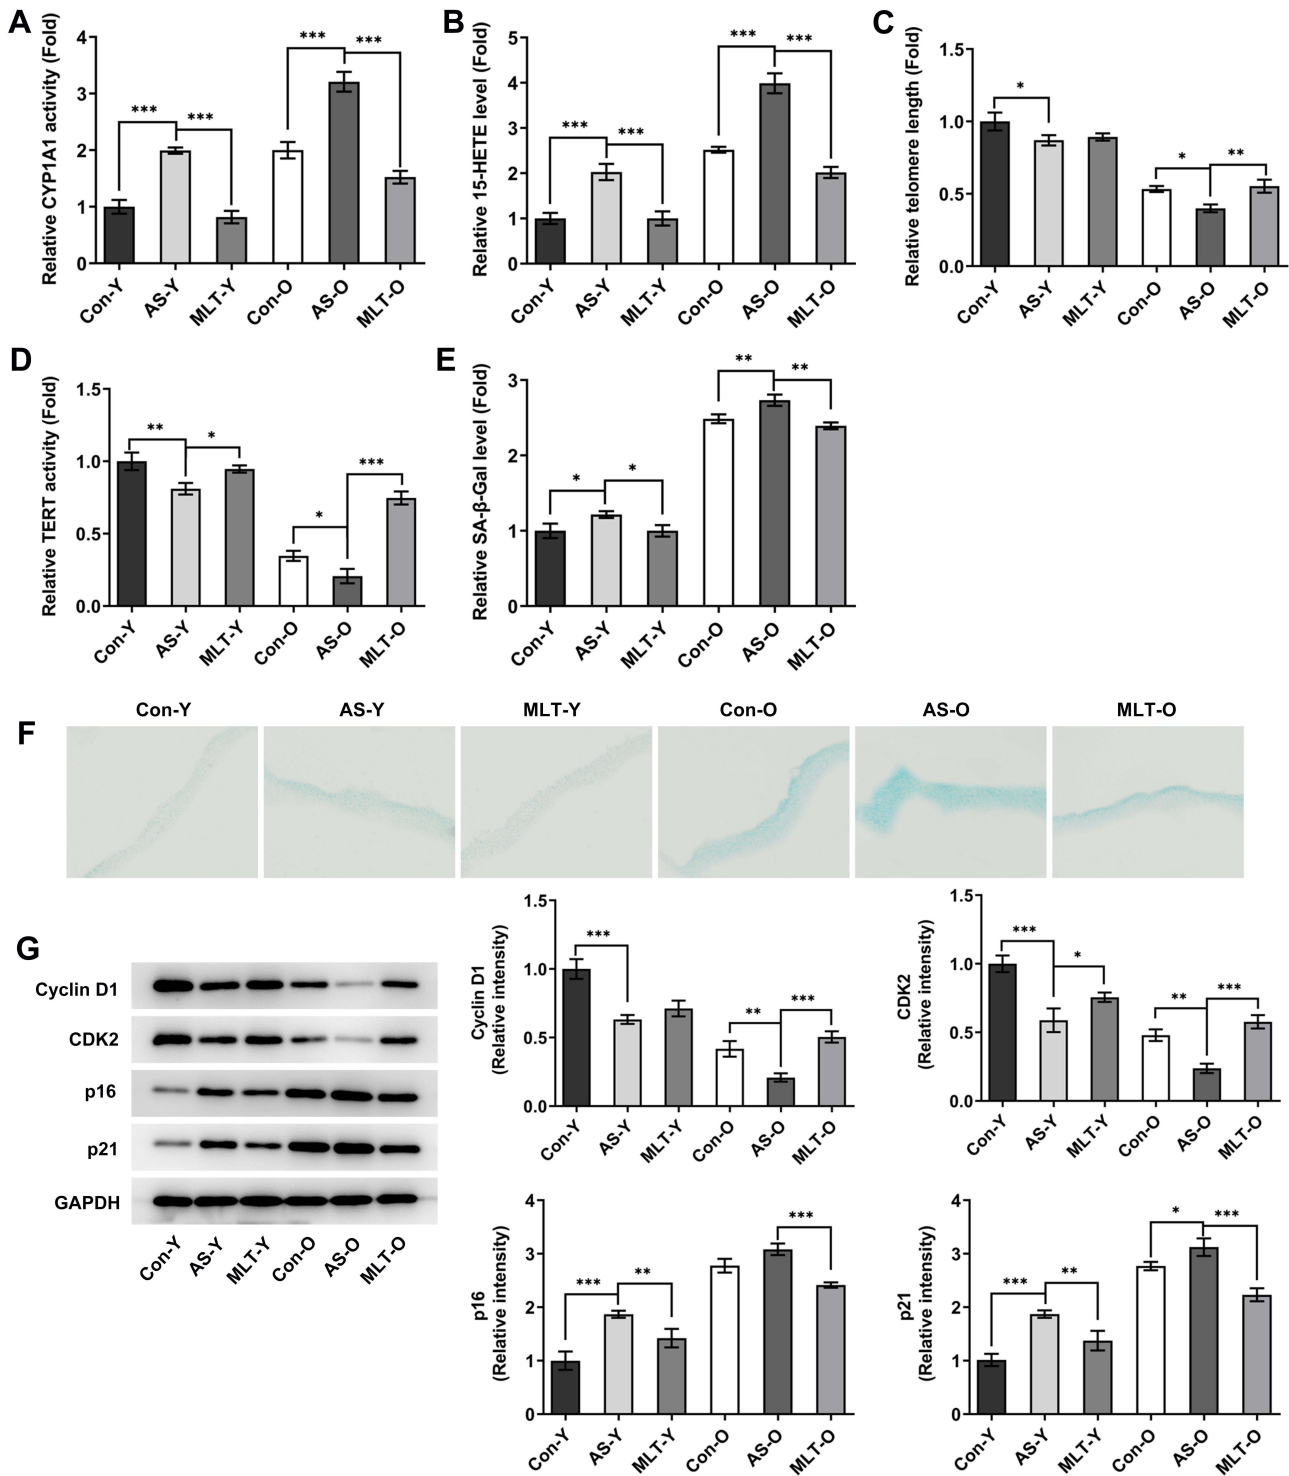 A
Relative CYP1A1 activity (Fold)
4
3
2
1
0
***
***
***
***
Con-Y
AS-Y
MLT-Y
Con-O
AS-O
MLT-O
B
Relative 15-HETE level (Fold)
5
4
3
2
1
0
***
***
***
***
Con-Y
AS-Y
MLT-Y
Con-O
AS-O
MLT-O
C
Relative telomere length (Fold)
1.5
1.0
0.5
0.0
*
*
**
Con-Y
AS-Y
MLT-Y
Con-O
AS-O
MLT-O
D
Relative TERT activity (Fold)
1.5
1.0
0.5
0.0
**
*
*
***
Con-Y
AS-Y
MLT-Y
Con-O
AS-O
MLT-O
E
Relative SA-β-Gal level (Fold)
3
2
1
0
*
*
**
**
Con-Y
AS-Y
MLT-Y
Con-O
AS-O
MLT-O
F
Con-Y
AS-Y
MLT-Y
Con-O
AS-O
MLT-O
G
Cyclin D1
CDK2
p16
p21
GAPDH
Con-Y
AS-Y
MLT-Y
Con-O
AS-O
MLT-O
Cyclin D1
(Relative intensity)
1.5
1.0
0.5
0.0
***
**
***
Con-Y
AS-Y
MLT-Y
Con-O
AS-O
MLT-O
CDK2
(Relative intensity)
1.5
1.0
0.5
0.0
***
*
**
***
Con-Y
AS-Y
MLT-Y
Con-O
AS-O
MLT-O
p16
(Relative intensity)
4
3
2
1
0
***
**
***
Con-Y
AS-Y
MLT-Y
Con-O
AS-O
MLT-O
p21
(Relative intensity)
4
3
2
1
0
***
**
*
***
Con-Y
AS-Y
MLT-Y
Con-O
AS-O
MLT-O